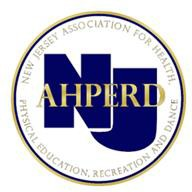 NEW JERSEY ASSOCIATION FOR HEALTH,
NJ
AHPERD
PHYSICAL EDUCATION, RECREATION AND DANCE